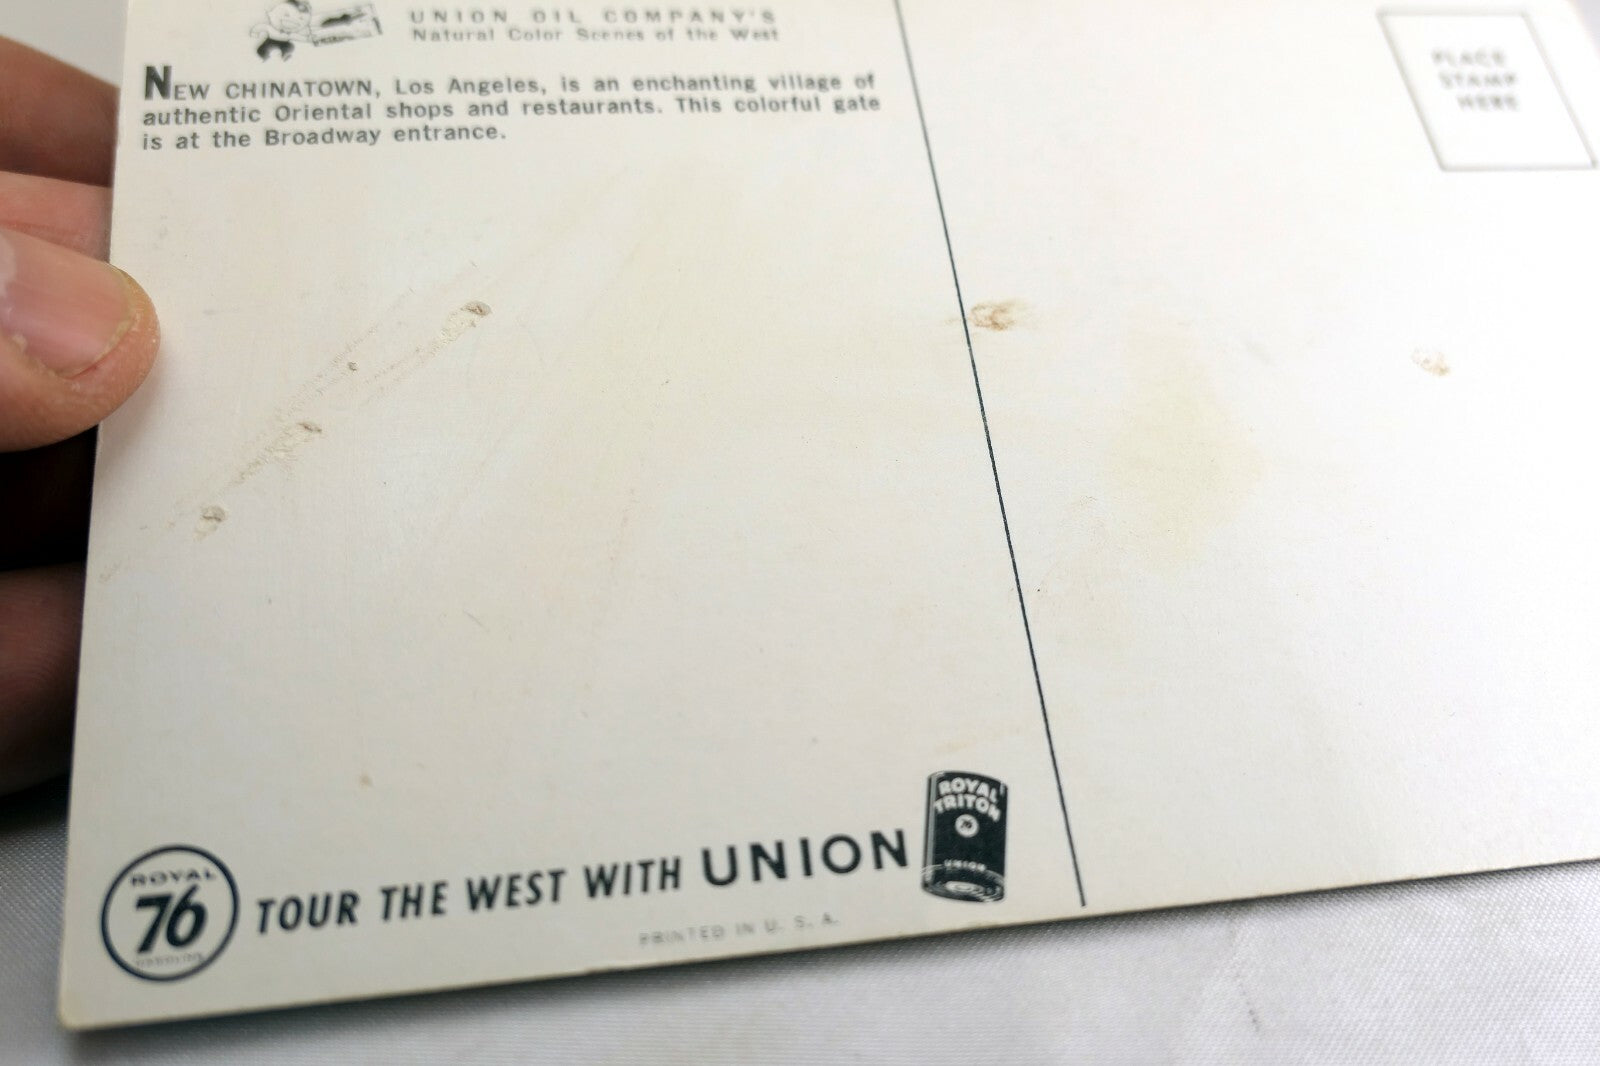 UNION OIL COMPANY'S
Natural Color Scenes of the West
NEW CHINATOWN, Los Angeles, is an enchanting village of
authentic Oriental shops and restaurants. This colorful gate
is at the Broadway entrance.
PLACE
STAMP
HERE
ROYAL
76
GASOLINE
TOUR THE WEST WITH UNION
ROYAL
TRITON
76
UNION
PRINTED IN U. S. A.